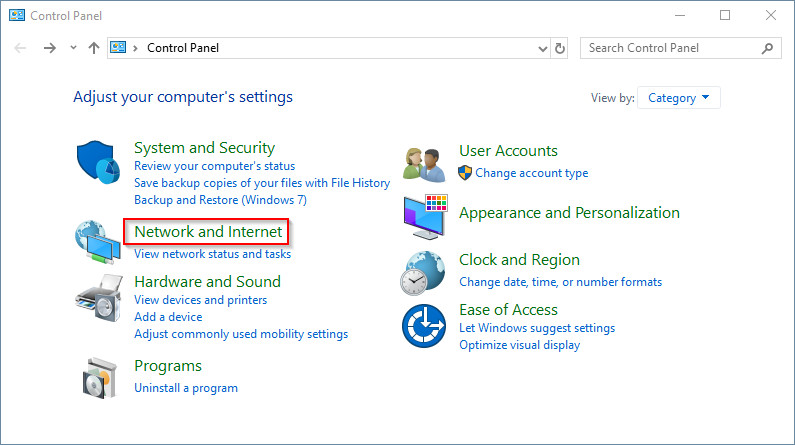 Control Panel
Control Panel
Search Control Panel
Adjust your computer's settings
View by: Category
System and Security
Review your computer's status
Save backup copies of your files with File History
Backup and Restore (Windows 7)
Network and Internet
View network status and tasks
Hardware and Sound
View devices and printers
Add a device
Adjust commonly used mobility settings
Programs
Uninstall a program
User Accounts
Change account type
Appearance and Personalization
Clock and Region
Change date, time, or number formats
Ease of Access
Let Windows suggest settings
Optimize visual display